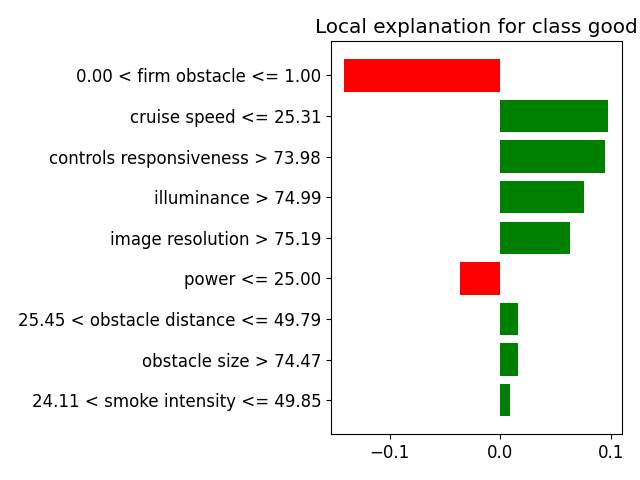 Local explanation for class good
0.00 < firm obstacle <= 1.00
cruise speed <= 25.31
controls responsiveness > 73.98
illuminance > 74.99
image resolution > 75.19
power <= 25.00
25.45 < obstacle distance <= 49.79
obstacle size > 74.47
24.11 < smoke intensity <= 49.85
−0.1 0.0 0.1